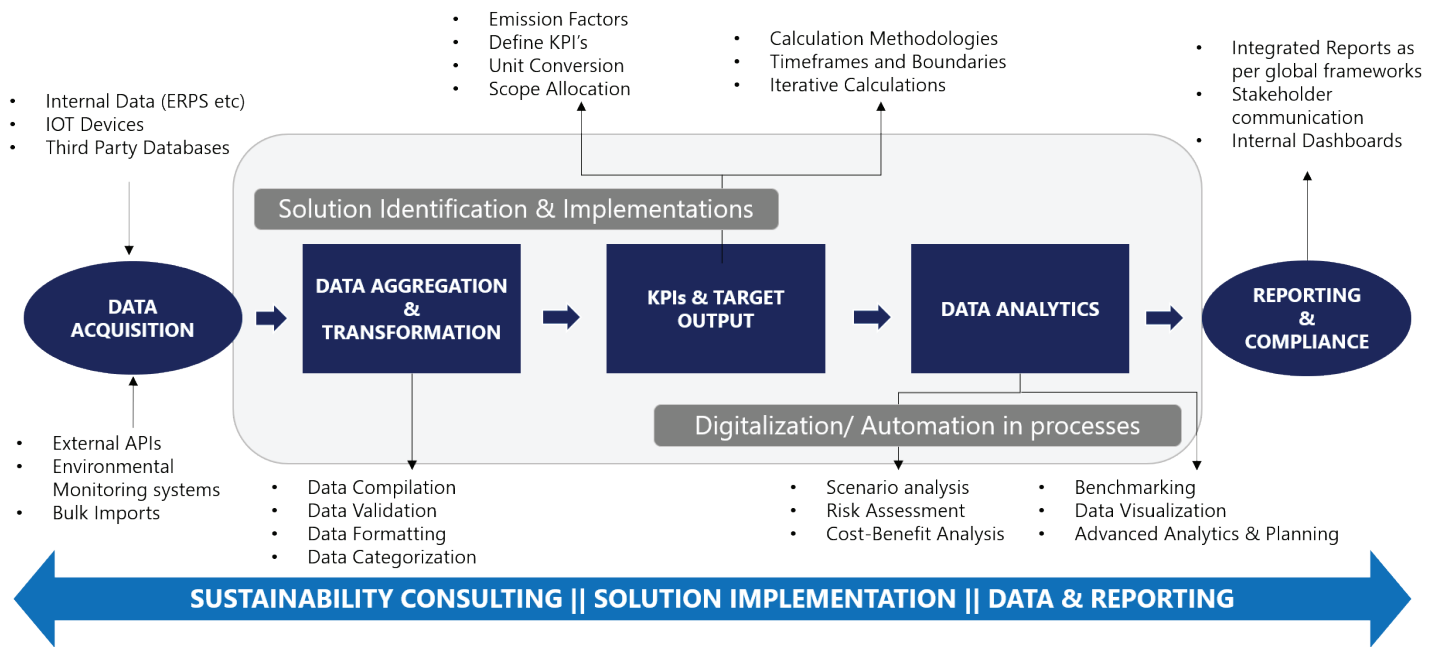 • Emission Factors
• Define KPI's
• Unit Conversion
• Scope Allocation
• Calculation Methodologies
• Timeframes and Boundaries
• Iterative Calculations
• Integrated Reports as
per global frameworks
• Stakeholder
communication
• Internal Dashboards
• Internal Data (ERPS etc)
• IOT Devices
• Third Party Databases
Solution Identification & Implementations
DATA
ACQUISITION
DATA AGGREGATION
&
TRANSFORMATION
KPIs & TARGET
OUTPUT
DATA ANALYTICS
REPORTING
&
COMPLIANCE
Digitalization/ Automation in processes
• External APIs
• Environmental
Monitoring systems
• Bulk Imports
• Data Compilation
• Data Validation
• Data Formatting
• Data Categorization
• Scenario analysis
• Risk Assessment
• Cost-Benefit Analysis
• Benchmarking
• Data Visualization
• Advanced Analytics & Planning
SUSTAINABILITY CONSULTING || SOLUTION IMPLEMENTATION || DATA & REPORTING